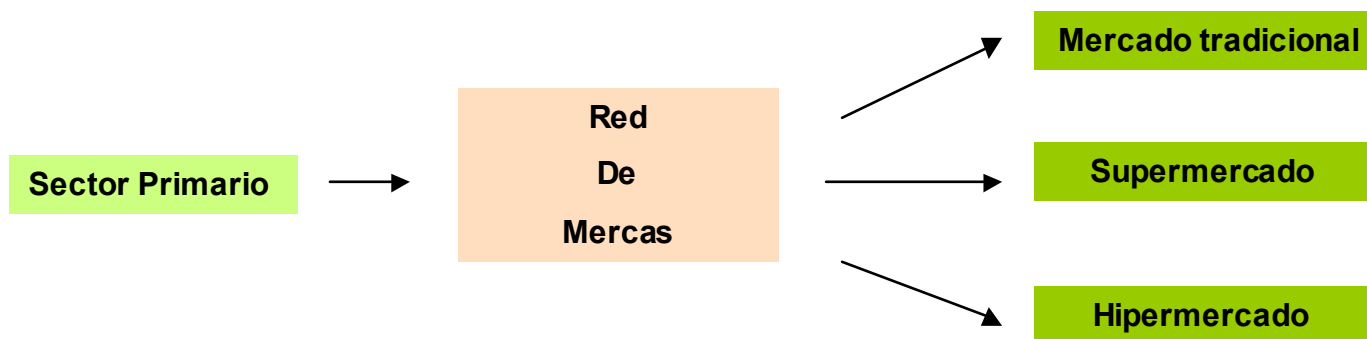 Sector Primario
Red
De
Mercas
Mercado tradicional
Supermercado
Hipermercado